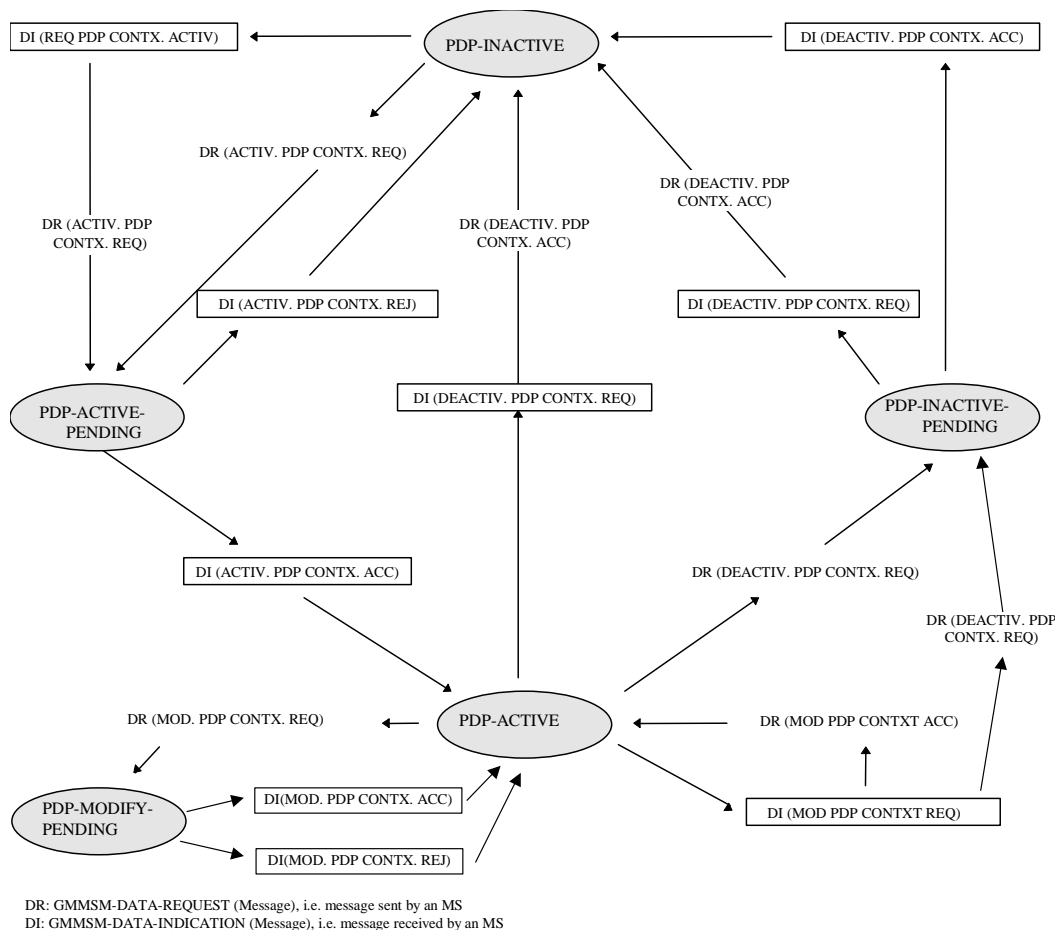 DI (REQ PDP CONTX. ACTIV)
PDP-INACTIVE
DI (DEACTIV. PDP CONTX. ACC)
DR (ACTIV. PDP CONTX. REQ)
DR (DEACTIV. PDP
CONTX. ACC)
DR (ACTIV. PDP
CONTX. REQ)
DR (DEACTIV. PDP
CONTX. ACC)
DI (ACTIV. PDP CONTX. REJ)
DI (DEACTIV. PDP CONTX. REQ)
PDP-ACTIVE-
PENDING
DI (DEACTIV. PDP CONTX. REQ)
PDP-INACTIVE-
PENDING
DI (ACTIV. PDP CONTX. ACC)
DR (DEACTIV. PDP CONTX. REQ)
DR (DEACTIV. PDP
CONTX. REQ)
DR (MOD. PDP CONTX. REQ)
PDP-ACTIVE
DR (MOD PDP CONTXT ACC)
PDP-MODIFY-
PENDING
DI(MOD. PDP CONTX. ACC)
DI (MOD PDP CONTXT REQ)
DI(MOD. PDP CONTX. REJ)
DR: GMMSM-DATA-REQUEST (Message), i.e. message sent by an MS
DI: GMMSM-DATA-INDICATION (Message), i.e. message received by an MS